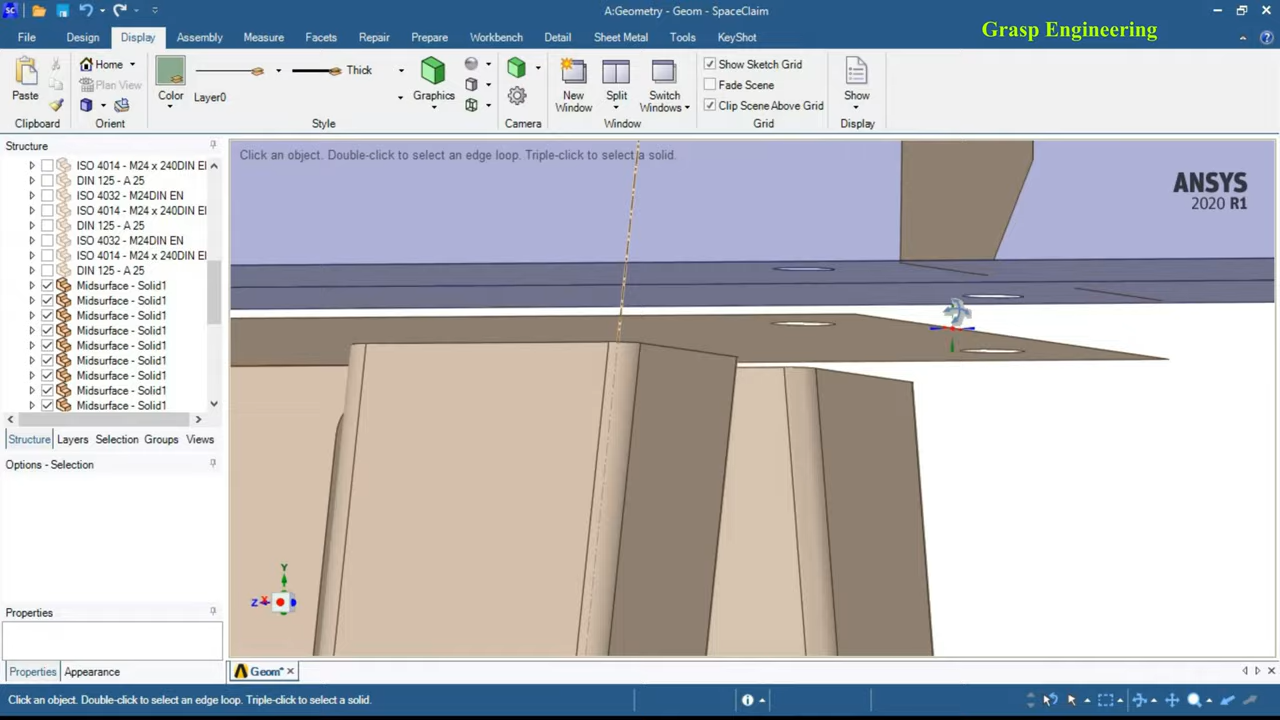 A:Geometry - Geom - SpaceClaim
Grasp Engineering
File Design Display Assembly Measure Facets Repair Prepare Workbench Detail Sheet Metal Tools KeyShot
Paste
Clipboard
Home
Plan View
Orient
Color
Layer0
Thick
Style
Graphics
Camera
New Window
Split
Switch Windows
Window
Show Sketch Grid
Fade Scene
Clip Scene Above Grid
Grid
Show
Display
Structure
ISO 4014 - M24 x 240DIN EI
DIN 125 - A 25
ISO 4032 - M24DIN EN
ISO 4014 - M24 x 240DIN EI
DIN 125 - A 25
ISO 4032 - M24DIN EN
ISO 4014 - M24 x 240DIN EI
DIN 125 - A 25
Midsurface - Solid1
Midsurface - Solid1
Midsurface - Solid1
Midsurface - Solid1
Midsurface - Solid1
Midsurface - Solid1
Midsurface - Solid1
Midsurface - Solid1
Midsurface - Solid1
Structure Layers Selection Groups Views
Options - Selection
Properties
Properties Appearance
Click an object. Double-click to select an edge loop. Triple-click to select a solid.
ANSYS
2020 R1
Y
Z X
Geom*
Click an object. Double-click to select an edge loop. Triple-click to select a solid.